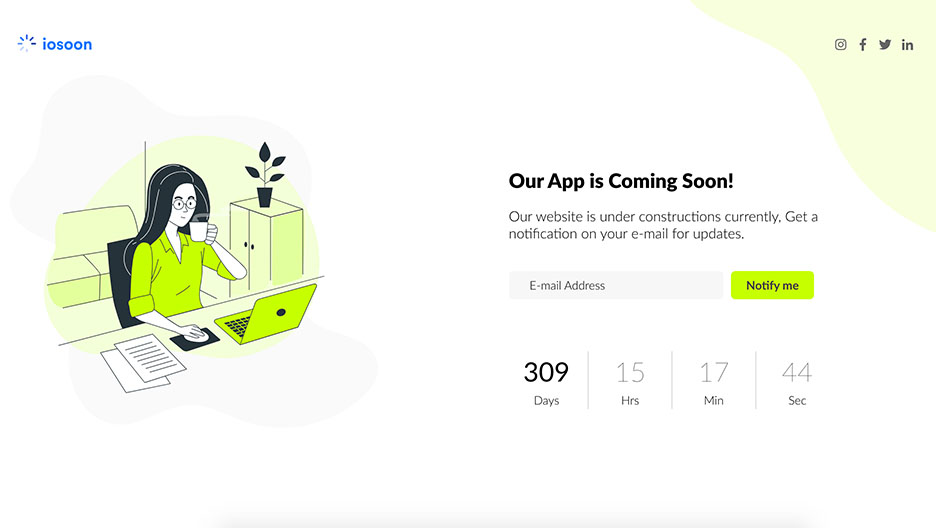 iosoon
Our App is Coming Soon!
Our website is under constructions currently, Get a
notification on your e-mail for updates.
E-mail Address
Notify me
309
15
17
44
Days
Hrs
Min
Sec